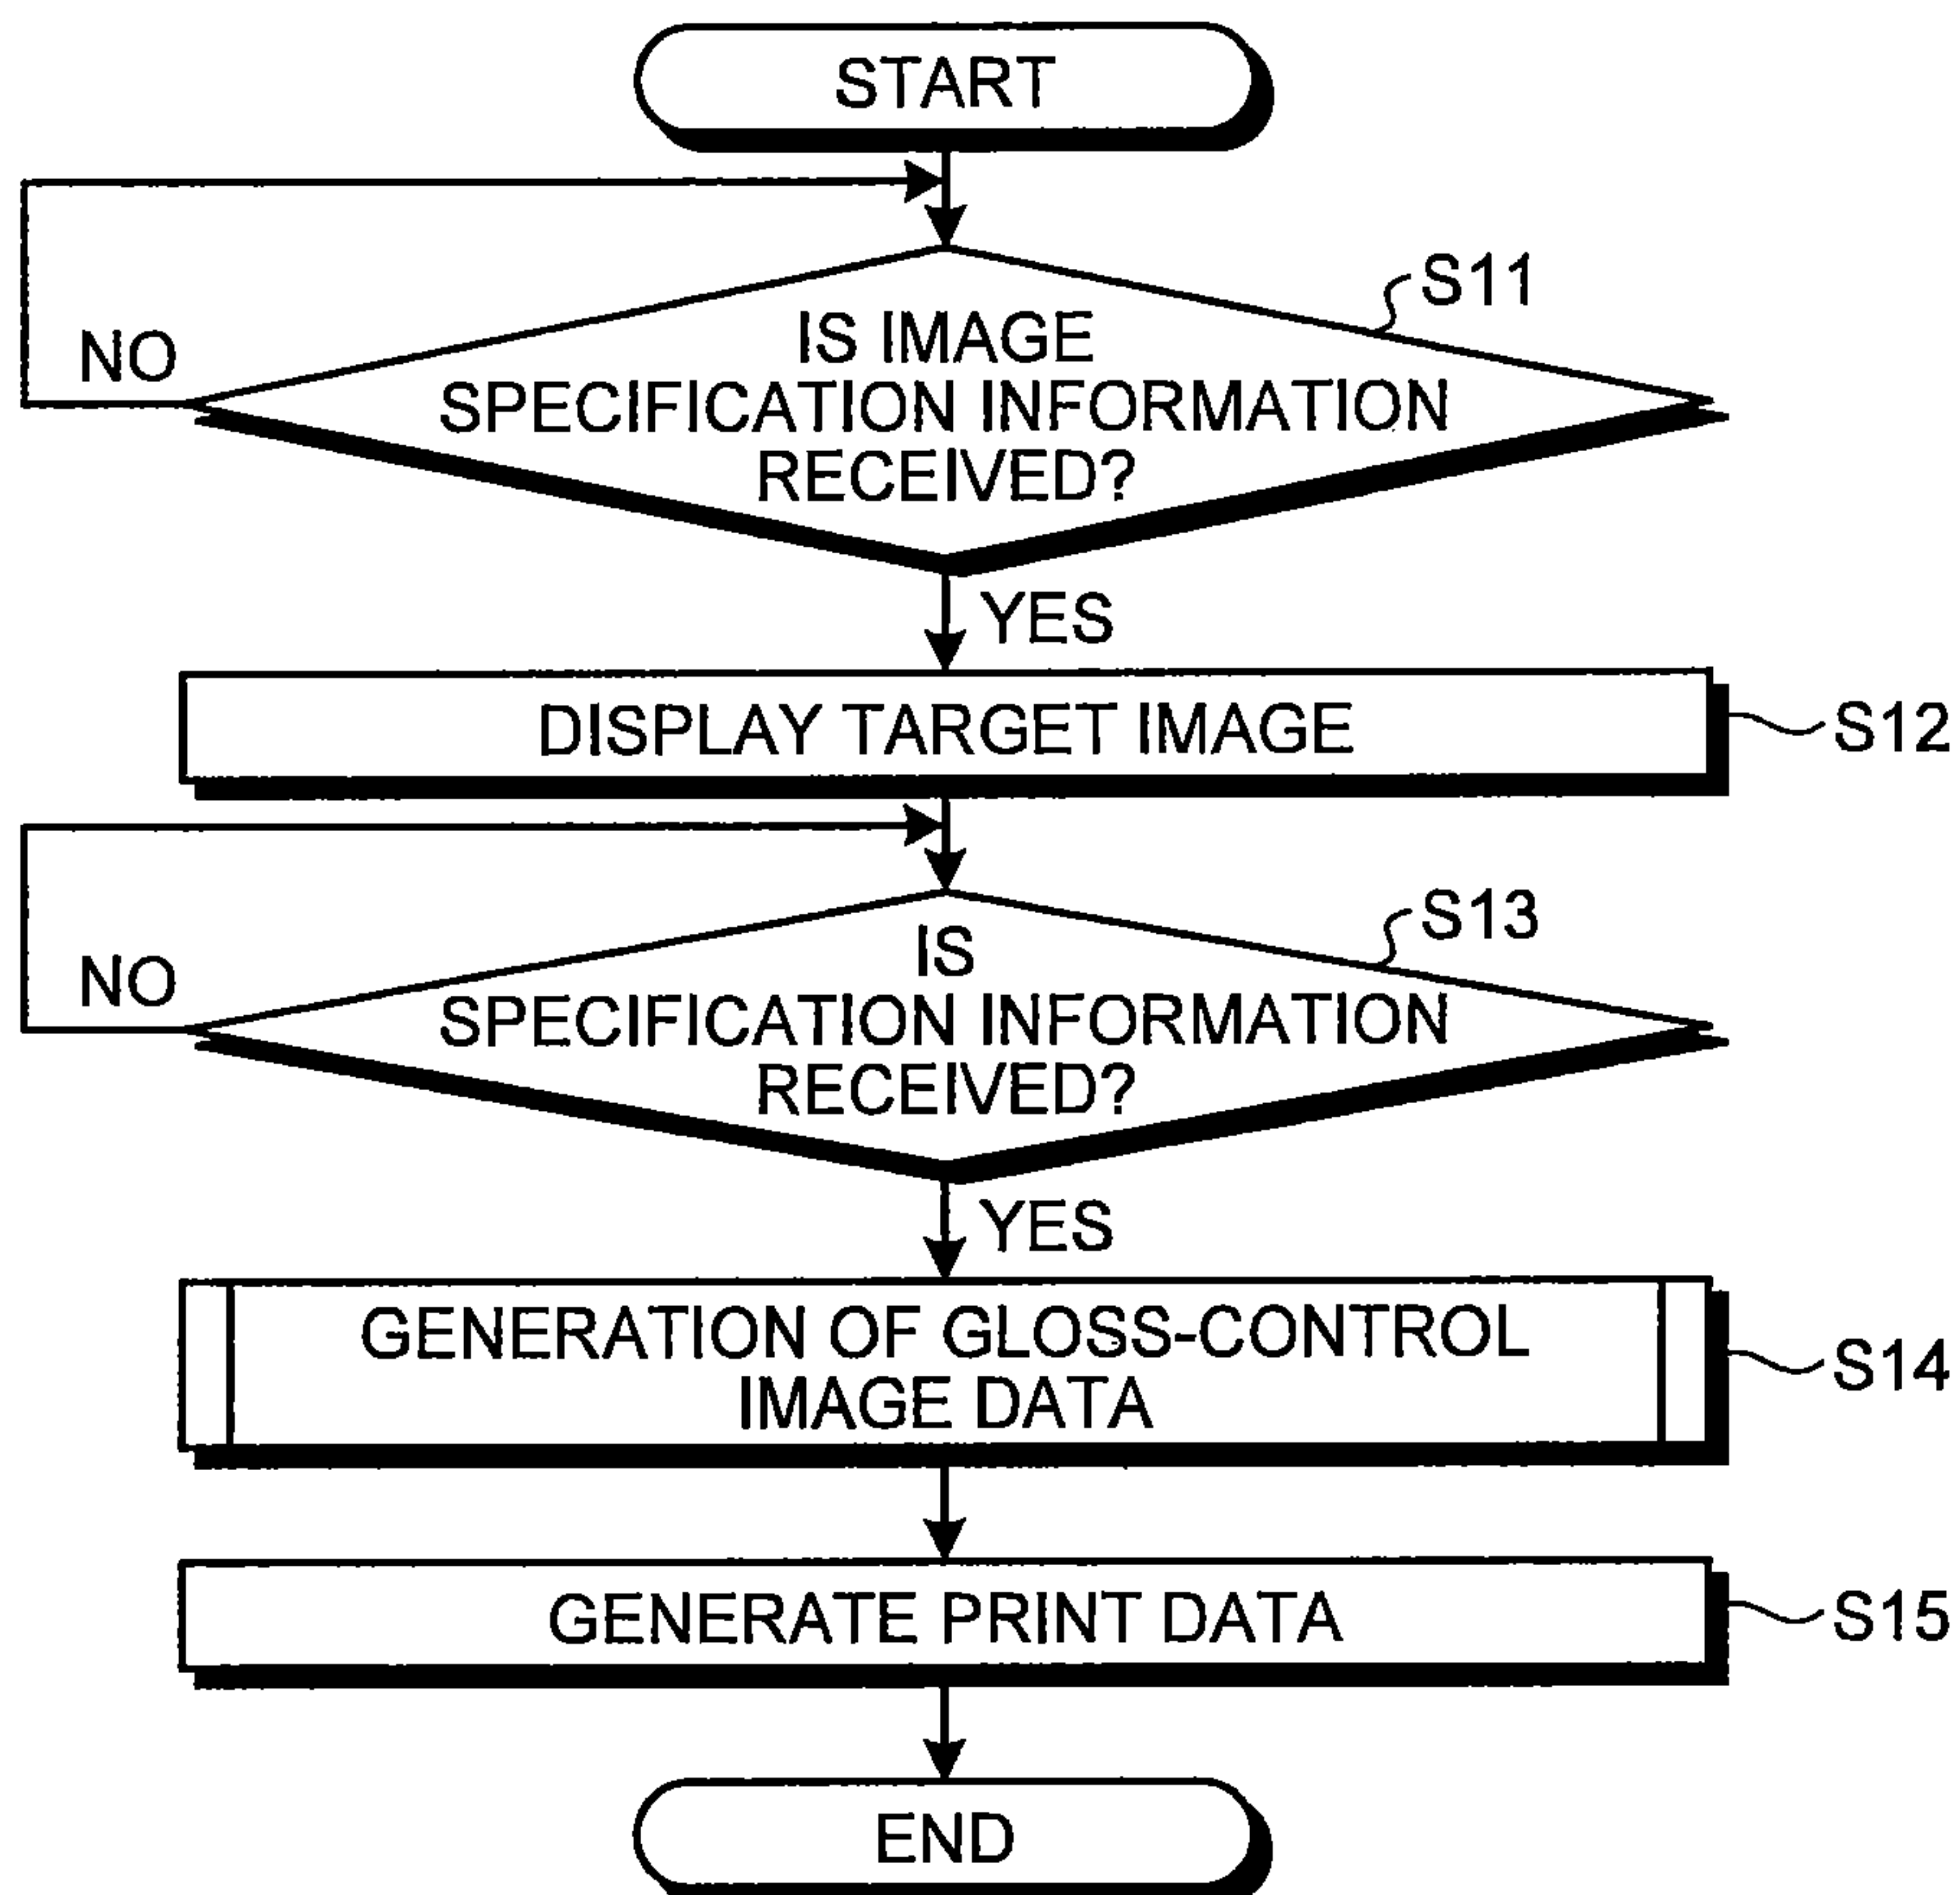 START
S11
IS IMAGE
NO
SPECIFICATION INFORMATION
RECEIVED?
YES
DISPLAY TARGET IMAGE
S12
S13
IS
NO
SPECIFICATION INFORMATION
RECEIVED?
YES
GENERATION OF GLOSS-CONTROL
IMAGE DATA
S14
GENERATE PRINT DATA
S15
END